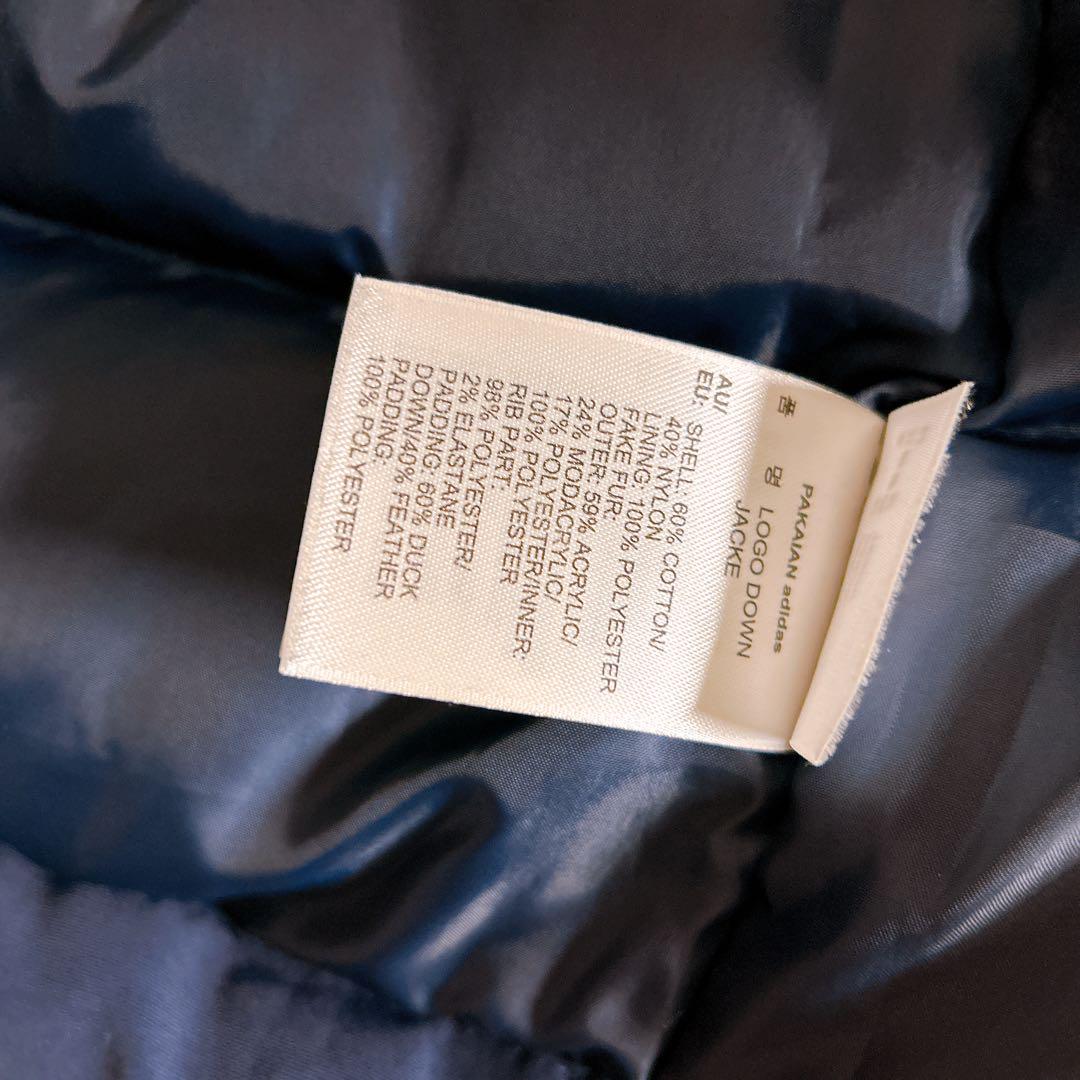 PAKAIAN adidas
품 명 LOGO DOWN
JACKE
AU/
EU: SHELL: 60% COTTON/
40% NYLON
LINING: 100% POLYESTER
FAKE FUR:
OUTER: 59% ACRYLIC/
24% MODACRYLIC/
17% POLYESTER/INNER:
100% POLYESTER
RIB PART:
98% POLYESTER/
2% ELASTANE
PADDING: 60% DUCK
DOWN/40% FEATHER
PADDING:
100% POLYESTER